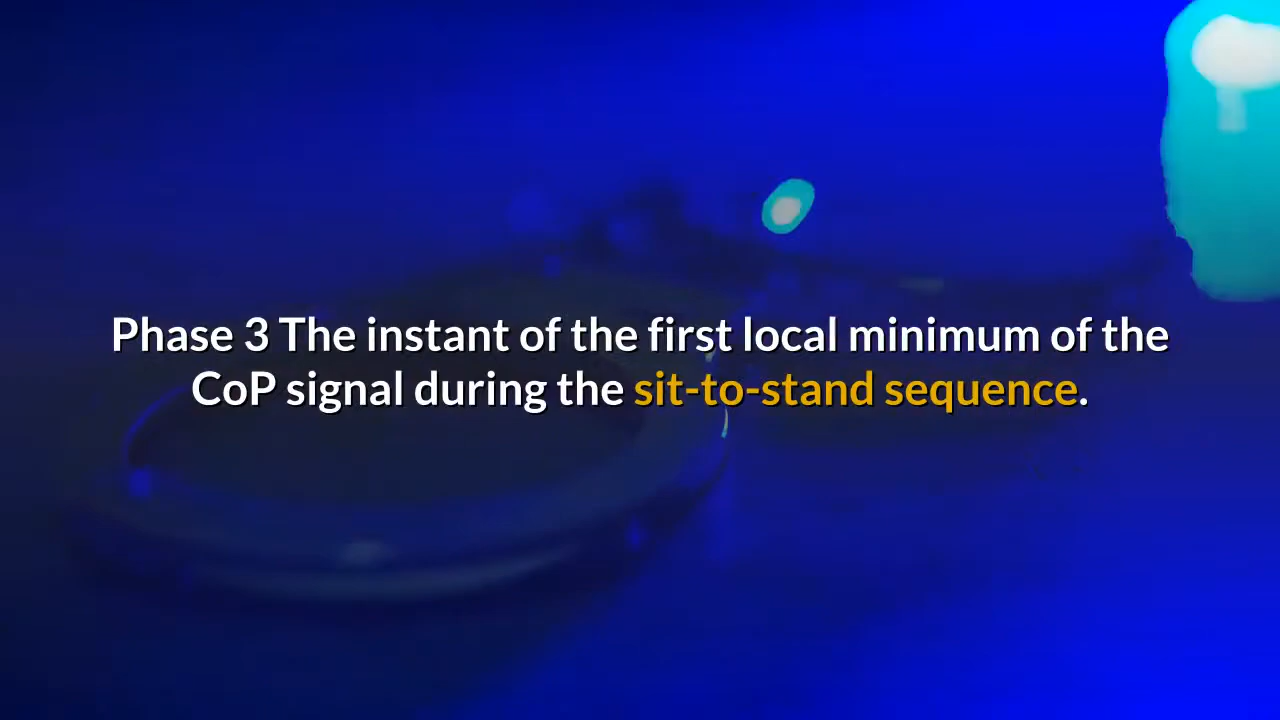 Phase 3 The instant of the first local minimum of the
CoP signal during the sit-to-stand sequence.